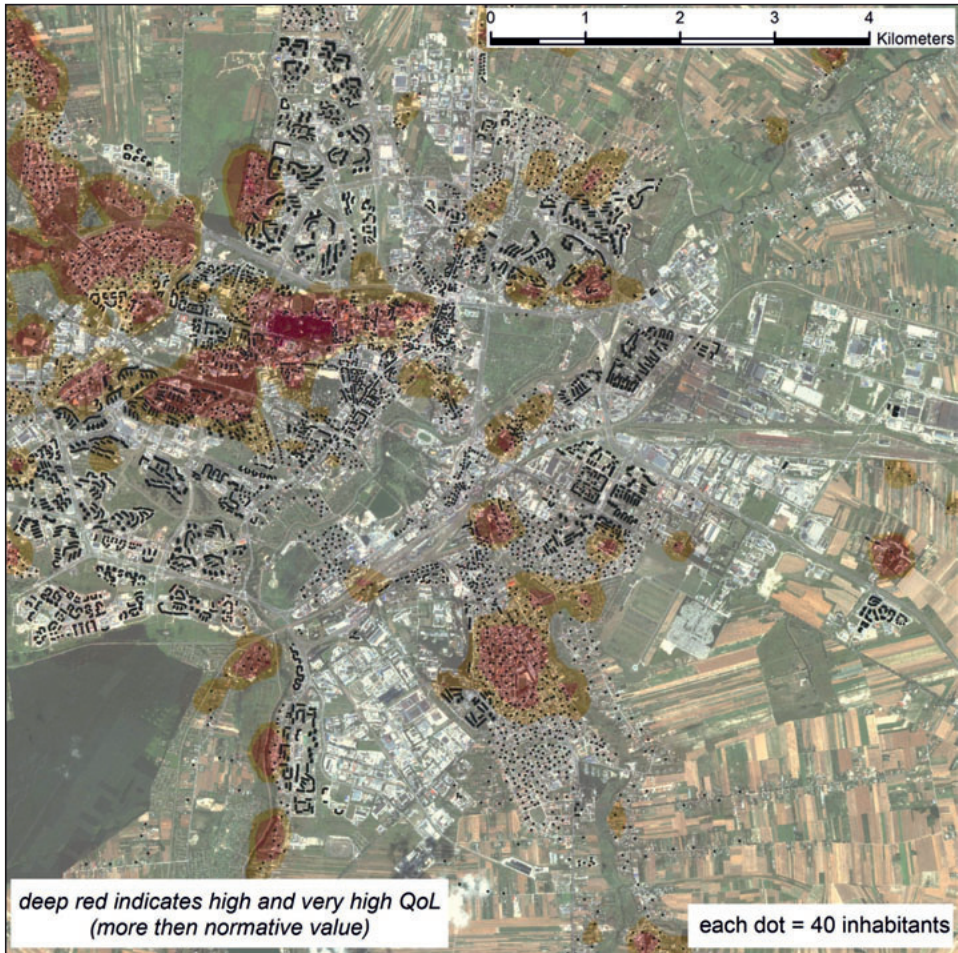 0 1 2 3 4
Kilometers
deep red indicates high and very high QoL
(more then normative value)
each dot = 40 inhabitants